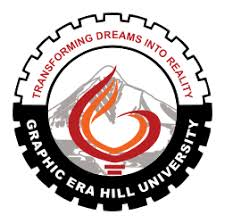 TRANSFORMING DREAMS INTO REALITY
GRAPHIC ERA HILL UNIVERSITY